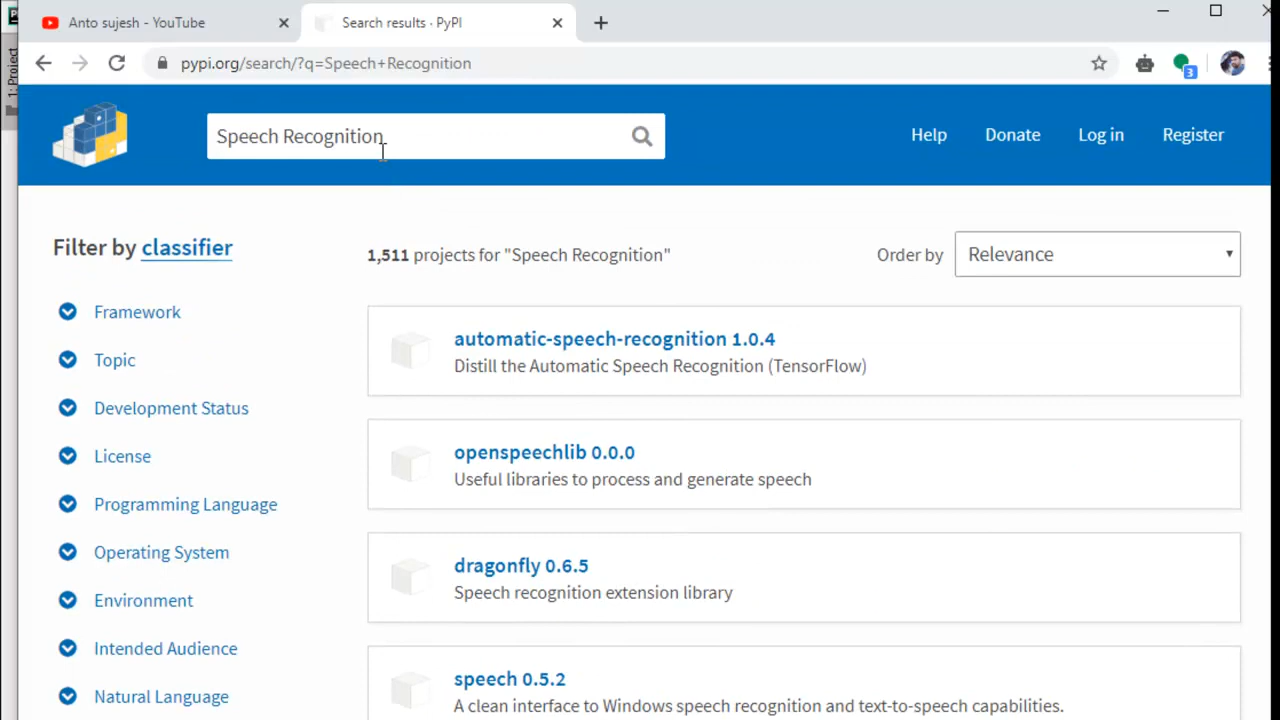 1: Project
Anto sujesh - YouTube
Search results · PyPI
pypi.org/search/?q=Speech+Recognition
3
Speech Recognition
Help
Donate
Log in
Register
Filter by classifier
1,511 projects for "Speech Recognition"
Order by
Relevance
Framework
Topic
Development Status
License
Programming Language
Operating System
Environment
Intended Audience
Natural Language
automatic-speech-recognition 1.0.4
Distill the Automatic Speech Recognition (TensorFlow)
openspeechlib 0.0.0
Useful libraries to process and generate speech
dragonfly 0.6.5
Speech recognition extension library
speech 0.5.2
A clean interface to Windows speech recognition and text-to-speech capabilities.